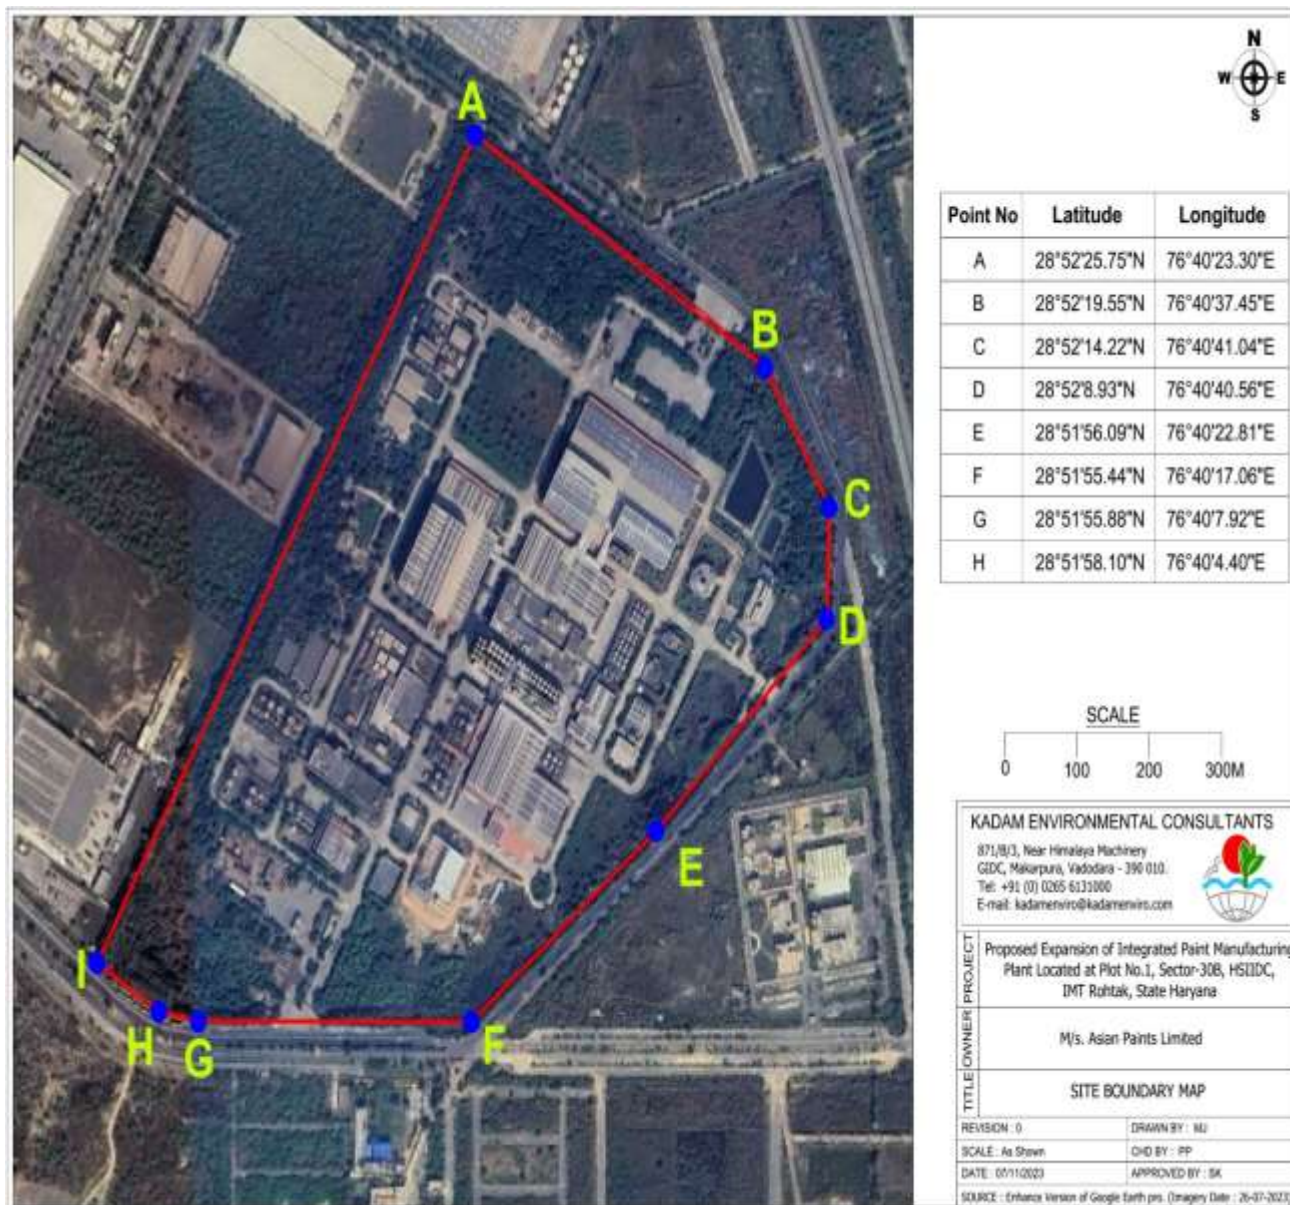 A
B
C
D
E
F
G
H
I
N
W E
S
Point No Latitude Longitude
A 28°52'25.75"N 76°40'23.30"E
B 28°52'19.55"N 76°40'37.45"E
C 28°52'14.22"N 76°40'41.04"E
D 28°52'8.93"N 76°40'40.56"E
E 28°51'56.09"N 76°40'22.81"E
F 28°51'55.44"N 76°40'17.06"E
G 28°51'55.88"N 76°40'7.92"E
H 28°51'58.10"N 76°40'4.40"E
SCALE
0 100 200 300M
KADAM ENVIRONMENTAL CONSULTANTS
871/B/3, Near Himalaya Machinery
GIDC, Makarpura, Vadodara - 390 010.
Tel: +91 (0) 0265 6131000
E-mail: kadamenviro@kadamenviro.com
PROJECT
Proposed Expansion of Integrated Paint Manufacturing
Plant Located at Plot No.1, Sector-30B, HSIIDC,
IMT Rohtak, State Haryana
OWNER
M/s. Asian Paints Limited
TITLE
SITE BOUNDARY MAP
REVISION : 0 DRAWN BY : MJ
SCALE : As Shown CHD BY : PP
DATE : 07/11/2023 APPROVED BY : SK
SOURCE : Enhance Version of Google Earth pro. (Imagery Date : 26-07-2023)